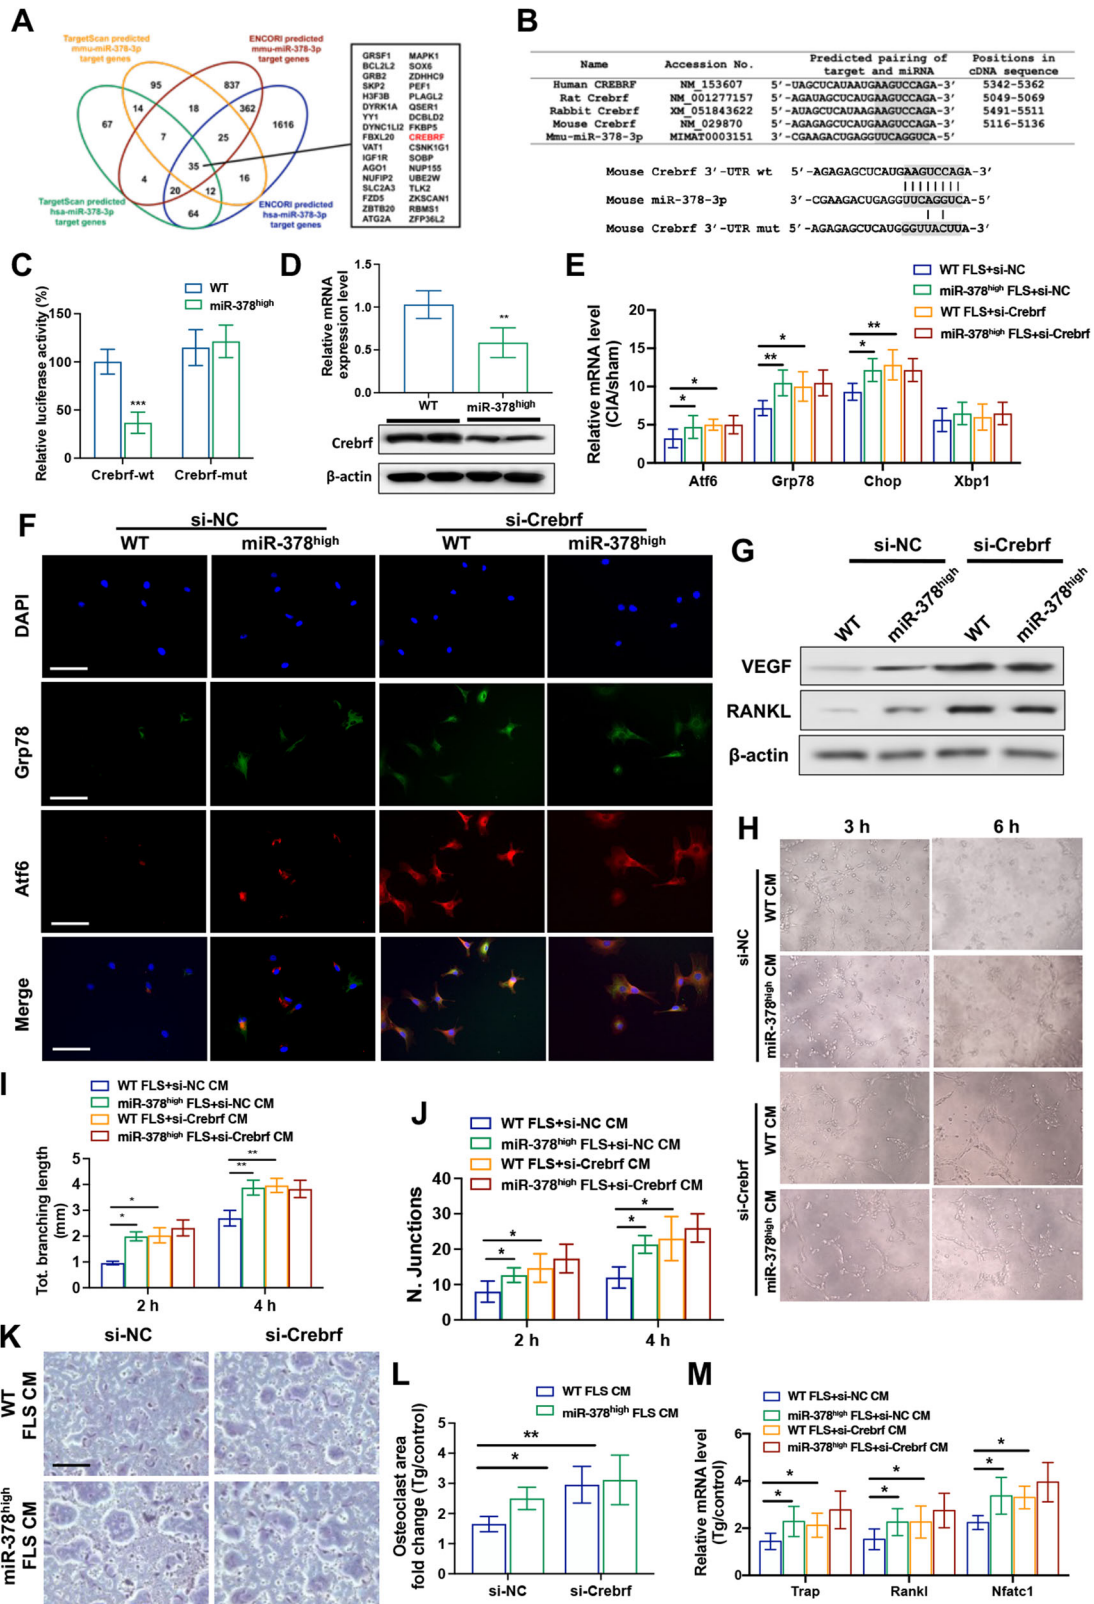 A
TargetScan predicted
mmu-miR-378-3p
target genes
ENCORI predicted
mmu-miR-378-3p
target genes
95
837
14
18
362
67
7
25
1616
35
4
20
12
16
64
TargetScan predicted
hsa-miR-378-3p
target genes
ENCORI predicted
hsa-miR-378-3p
target genes
GRSF1 MAPK1
BCL2L2 SOX6
GRB2 ZDHHC9
SKP2 PEF1
H3F3B PLAGL2
DYRK1A QSER1
YY1 DCBLD2
DYNC1LI2 FKBP5
FBXL20 CREBRF
VAT1 CSNK1G1
IGF1R SOBP
AGO1 NUP155
NUFIP2 UBE2W
SLC2A3 TLK2
FZD5 ZKSCAN1
ZBTB20 RBMS1
ATG2A ZFP36L2
B
Name Accession No. Predicted pairing of target and miRNA Positions in cDNA sequence
Human CREBRF NM_153607 5'-UAGCUCAUAAUGAAGUCCAGA-3' 5342-5362
Rat Crebrf NM_001277157 5'-AGAUAGCUCAUGAAGUCCAGA-3' 5049-5069
Rabbit Crebrf XM_051843622 5'-AUAGCUCAUAAUGAAGUCCAGA-3' 5491-5511
Mouse Crebrf NM_029870 5'-AGAGAGCUCAUGAAGUCCAGA-3' 5116-5136
Mmu-miR-378-3p MIMAT0003151 3'-CGAAGACUGAGGUUCAGGUCA-5'
Mouse Crebrf 3'-UTR wt 5'-AGAGAGCUCAUGAAGUCCAGA-3'
Mouse miR-378-3p 3'-CGAAGACUGAGGUUCAGGUCA-5'
Mouse Crebrf 3'-UTR mut 5'-AGAGAGCUCAUGGGUUACUUA-3'
C
WT
miR-378high
Relative luciferase activity (%)
150
100
50
0
***
Crebrf-wt Crebrf-mut
D
Relative mRNA
expression level
1.5
1.0
0.5
0.0
**
WT miR-378high
Crebrf
β-actin
E
WT FLS+si-NC
miR-378high FLS+si-NC
WT FLS+si-Crebrf
miR-378high FLS+si-Crebrf
Relative mRNA level
(CIA/sham)
20
15
10
5
0
* *
** *
* **
Atf6 Grp78 Chop Xbp1
F
si-NC si-Crebrf
WT miR-378high WT miR-378high
DAPI
Grp78
Atf6
Merge
G
si-NC si-Crebrf
WT miR-378high WT miR-378high
VEGF
RANKL
β-actin
H
3 h 6 h
si-NC
WT CM
miR-378high CM
si-Crebrf
WT CM
miR-378high CM
I
WT FLS+si-NC CM
miR-378high FLS+si-NC CM
WT FLS+si-Crebrf CM
miR-378high FLS+si-Crebrf CM
Tot. branching length
(mm)
5
4
3
2
1
0
* *
** **
2 h 4 h
J
WT FLS+si-NC CM
miR-378high FLS+si-NC CM
WT FLS+si-Crebrf CM
miR-378high FLS+si-Crebrf CM
N. Junctions
40
30
20
10
0
* *
* *
2 h 4 h
K
si-NC si-Crebrf
WT
FLS CM
miR-378high
FLS CM
L
WT FLS CM
miR-378high FLS CM
Osteoclast area
fold change (Tg/control)
5
4
3
2
1
0
**
*
si-NC si-Crebrf
M
WT FLS+si-NC CM
miR-378high FLS+si-NC CM
WT FLS+si-Crebrf CM
miR-378high FLS+si-Crebrf CM
Relative mRNA level
(Tg/control)
6
4
2
0
* *
* *
* *
Trap Rankl Nfatc1